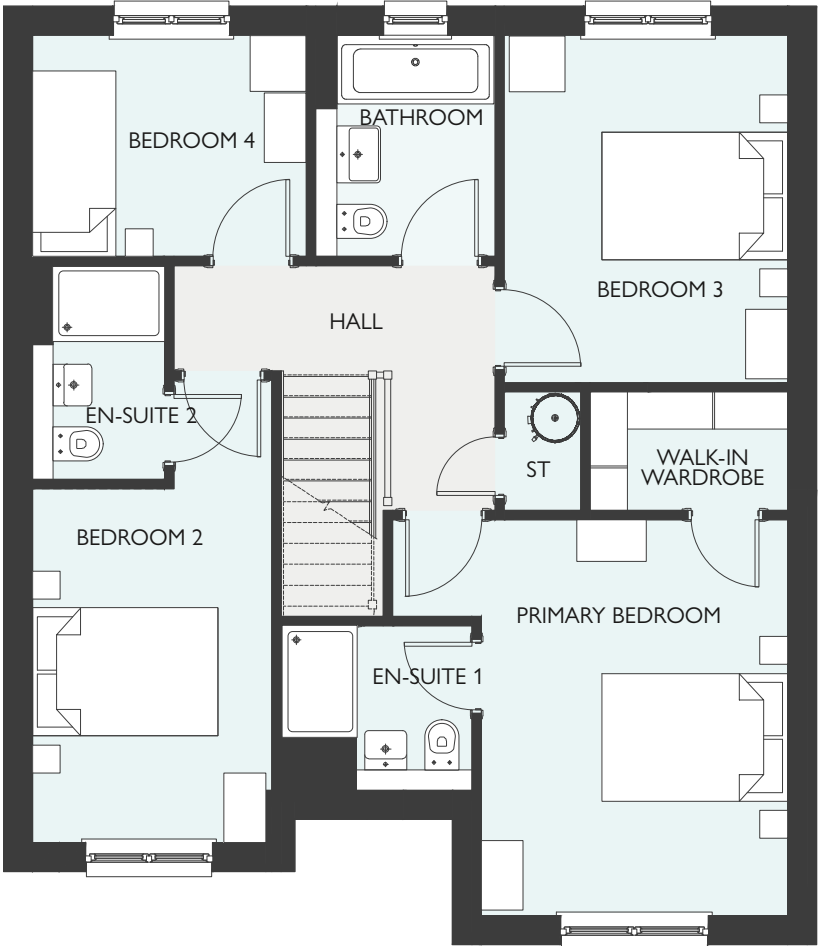 BATHROOM
BEDROOM 4
BEDROOM 3
HALL
EN-SUITE 2
ST
WALK-IN
WARDROBE
BEDROOM 2
PRIMARY BEDROOM
EN-SUITE 1